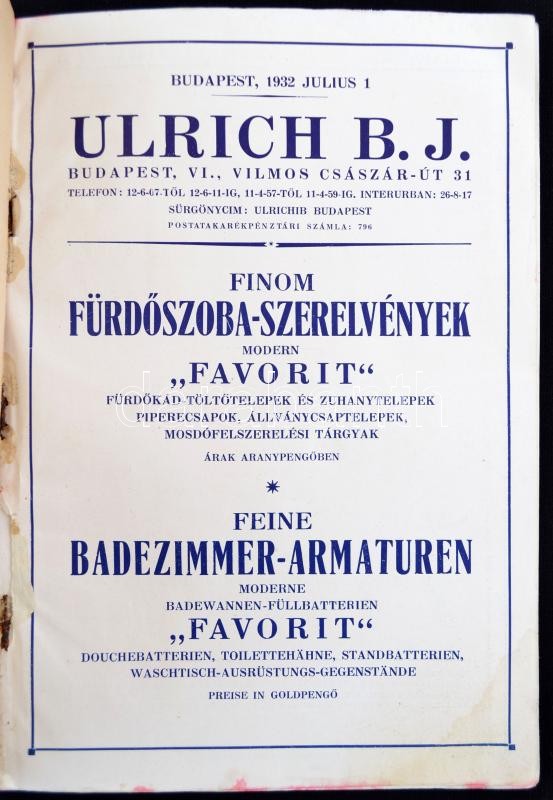 BUDAPEST, 1932 JULIUS 1
ULRICH B. J.
BUDAPEST, VI., VILMOS CSÁSZÁR-ÚT 31
TELEFON: 12-6-07-TŐL 12-6-11-IG, 11-4-57-TŐL 11-4-59-IG. INTERURBAN: 26-8-17
SÜRGÖNYCIM: ULRICHIB BUDAPEST
POSTATAKARÉKPÉNZTÁRI SZÁMLA: 796
FINOM
FÜRDŐSZOBA-SZERELVÉNYEK
MODERN
„FAVORIT“
FÜRDŐKÁD-TÖLTŐTELEPEK ÉS ZUHANYTELEPEK
PIPERECSAPOK, ÁLLVÁNYCSAPTELEPEK,
MOSDÓFELSZERELÉSI TÁRGYAK
ÁRAK ARANYPENGŐBEN
FEINE
BADEZIMMER-ARMATUREN
MODERNE
BADEWANNEN-FÜLLBATTERIEN
„FAVORIT“
DOUCHEBATTERIEN, TOILETTEHÄHNE, STANDBATTERIEN,
WASCHTISCH-AUSRÜSTUNGS-GEGENSTÄNDE
PREISE IN GOLDPENGŐ